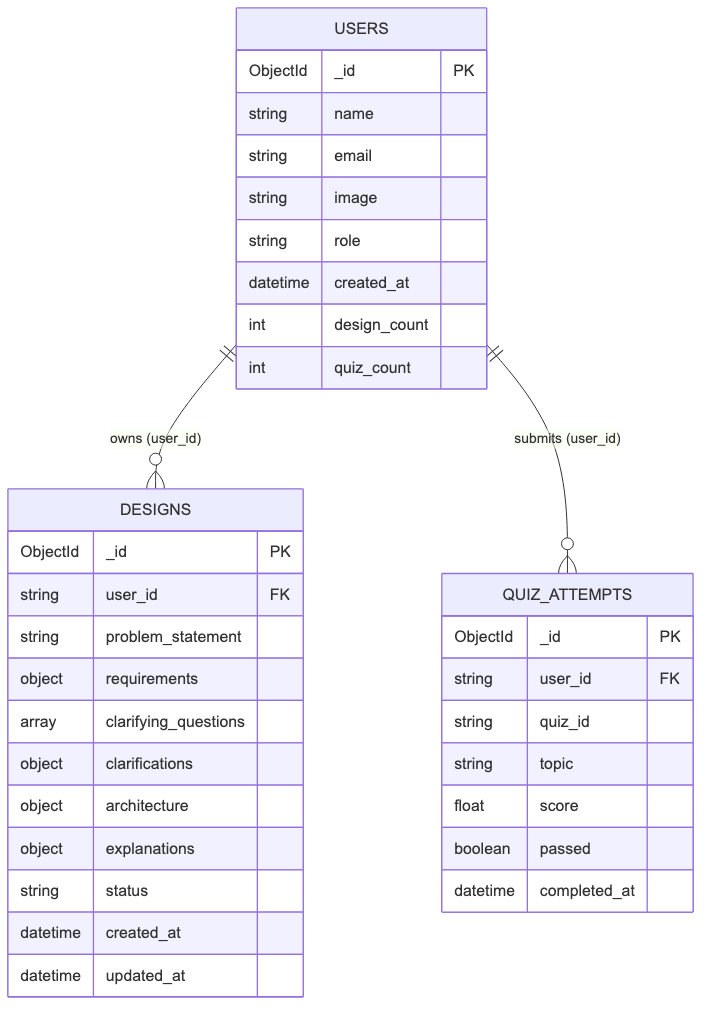 USERS
ObjectId _id PK
string name
string email
string image
string role
datetime created_at
int design_count
int quiz_count
owns (user_id)
submits (user_id)
DESIGNS
ObjectId _id PK
string user_id FK
string problem_statement
object requirements
array clarifying_questions
object clarifications
object architecture
object explanations
string status
datetime created_at
datetime updated_at
QUIZ_ATTEMPTS
ObjectId _id PK
string user_id FK
string quiz_id
string topic
float score
boolean passed
datetime completed_at